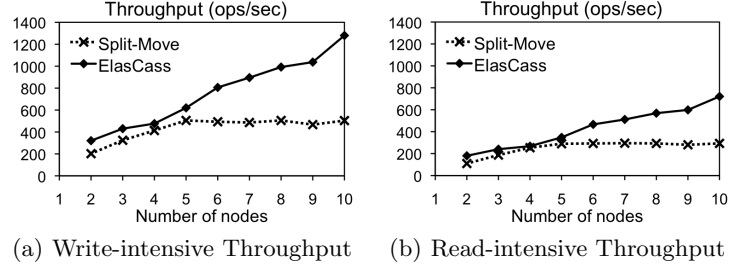 Throughput (ops/sec)
1400
1200
1000
800
600
400
200
0
Split-Move
ElasCass
1 2 3 4 5 6 7 8 9 10
Number of nodes
(a) Write-intensive Throughput
Throughput (ops/sec)
1400
1200
1000
800
600
400
200
0
Split-Move
ElasCass
1 2 3 4 5 6 7 8 9 10
Number of nodes
(b) Read-intensive Throughput